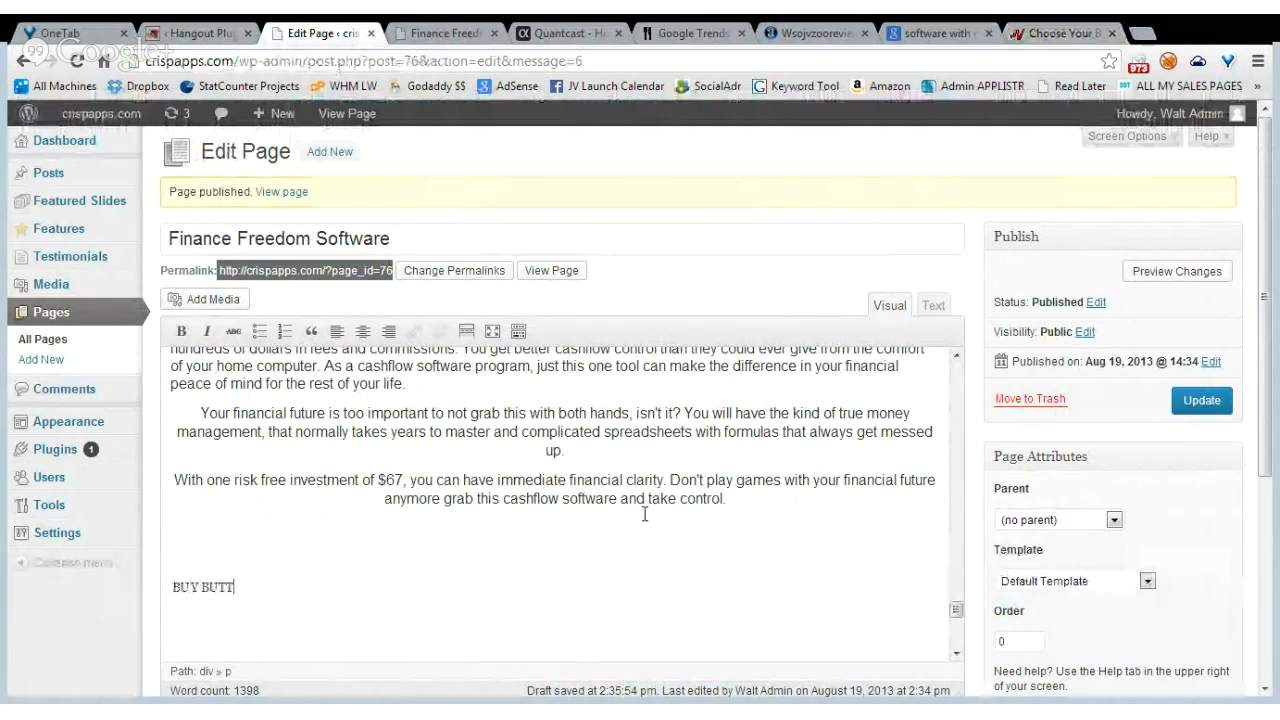 OneTab
Hangout Plu
Edit Page ‹ cris
Finance Freed
Quantcast - H
Google Trends
Wsojvzoorevie
software with
Choose Your B
Google+
crispapps.com/wp-admin/post.php?post=76&action=edit&message=6
973
All Machines
Dropbox
StatCounter Projects
WHM LW
Godaddy SS
AdSense
JV Launch Calendar
SocialAdr
Keyword Tool
Amazon
Admin APPLISTR
Read Later
ALL MY SALES PAGES
»
crispapps.com
3
+ New
View Page
Howdy, Walt Admin
Dashboard
Posts
Featured Slides
Features
Testimonials
Media
Pages
All Pages
Add New
Comments
Appearance
Plugins 1
Users
Tools
Settings
Collapse menu
Screen Options
Help
Edit Page
Add New
Page published. View page
Finance Freedom Software
Permalink: http://crispapps.com/?page_id=76
Change Permalinks
View Page
Add Media
Visual
Text
B I ABC
hundreds of dollars in fees and commissions. You get better cashflow control than they could ever give from the comfort
of your home computer. As a cashflow software program, just this one tool can make the difference in your financial
peace of mind for the rest of your life.
Your financial future is too important to not grab this with both hands, isn't it? You will have the kind of true money
management, that normally takes years to master and complicated spreadsheets with formulas that always get messed
up.
With one risk free investment of $67, you can have immediate financial clarity. Don't play games with your financial future
anymore grab this cashflow software and take control.
BUY BUTT
Path: div » p
Word count: 1398
Draft saved at 2:35:54 pm. Last edited by Walt Admin on August 19, 2013 at 2:34 pm
Publish
Preview Changes
Status: Published Edit
Visibility: Public Edit
Published on: Aug 19, 2013 @ 14:34 Edit
Move to Trash
Update
Page Attributes
Parent
(no parent)
Template
Default Template
Order
0
Need help? Use the Help tab in the upper right
of your screen.